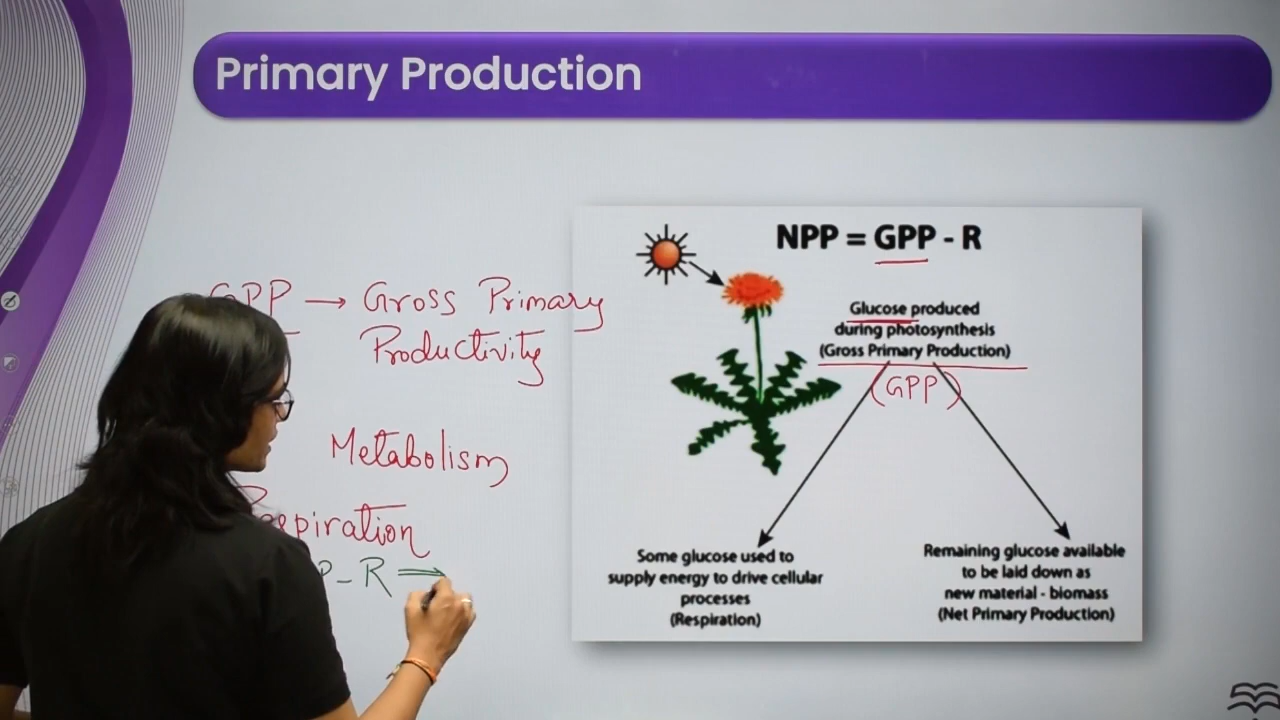 Primary Production
NPP = GPP - R
Glucose produced
during photosynthesis
(Gross Primary Production)
(GPP)
Some glucose used to
supply energy to drive cellular
processes
(Respiration)
Remaining glucose available
to be laid down as
new material - biomass
(Net Primary Production)
GPP → Gross Primary
Productivity
Metabolism
Respiration
P - R ⇒